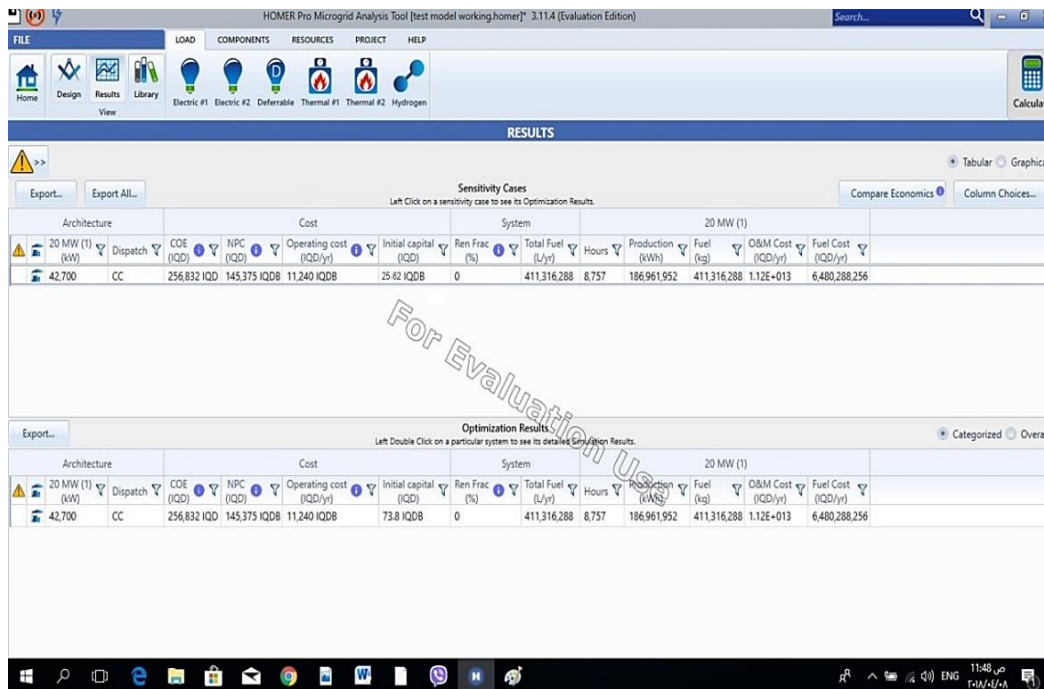 HOMER Pro Microgrid Analysis Tool [test model working.homer]* 3.11.4 (Evaluation Edition)
Search...
FILE LOAD COMPONENTS RESOURCES PROJECT HELP
Home Design Results Library Electric #1 Electric #2 Deferrable Thermal #1 Thermal #2 Hydrogen Calculat
View
RESULTS
>> Tabular Graphica
Export... Export All... Sensitivity Cases Compare Economics Column Choices...
Left Click on a sensitivity case to see its Optimization Results.
Architecture Cost System 20 MW (1)
20 MW (1) (kW) Dispatch COE (IQD) NPC (IQD) Operating cost (IQD/yr) Initial capital (IQD) Ren Frac (%) Total Fuel (L/yr) Hours Production (kWh) Fuel (kg) O&M Cost (IQD/yr) Fuel Cost (IQD/yr)
42,700 CC 256,832 IQD 145,375 IQDB 11,240 IQDB 25.62 IQDB 0 411,316,288 8,757 186,961,952 411,316,288 1.12E+013 6,480,288,256
For Evaluation Use
Export... Optimization Results Categorized Overa
Left Double Click on a particular system to see its detailed Simulation Results.
Architecture Cost System 20 MW (1)
20 MW (1) (kW) Dispatch COE (IQD) NPC (IQD) Operating cost (IQD/yr) Initial capital (IQD) Ren Frac (%) Total Fuel (L/yr) Hours Production (kWh) Fuel (kg) O&M Cost (IQD/yr) Fuel Cost (IQD/yr)
42,700 CC 256,832 IQD 145,375 IQDB 11,240 IQDB 73.8 IQDB 0 411,316,288 8,757 186,961,952 411,316,288 1.12E+013 6,480,288,256
ENG 11:48 ص
٢٠١٨/٠٤/٠٨